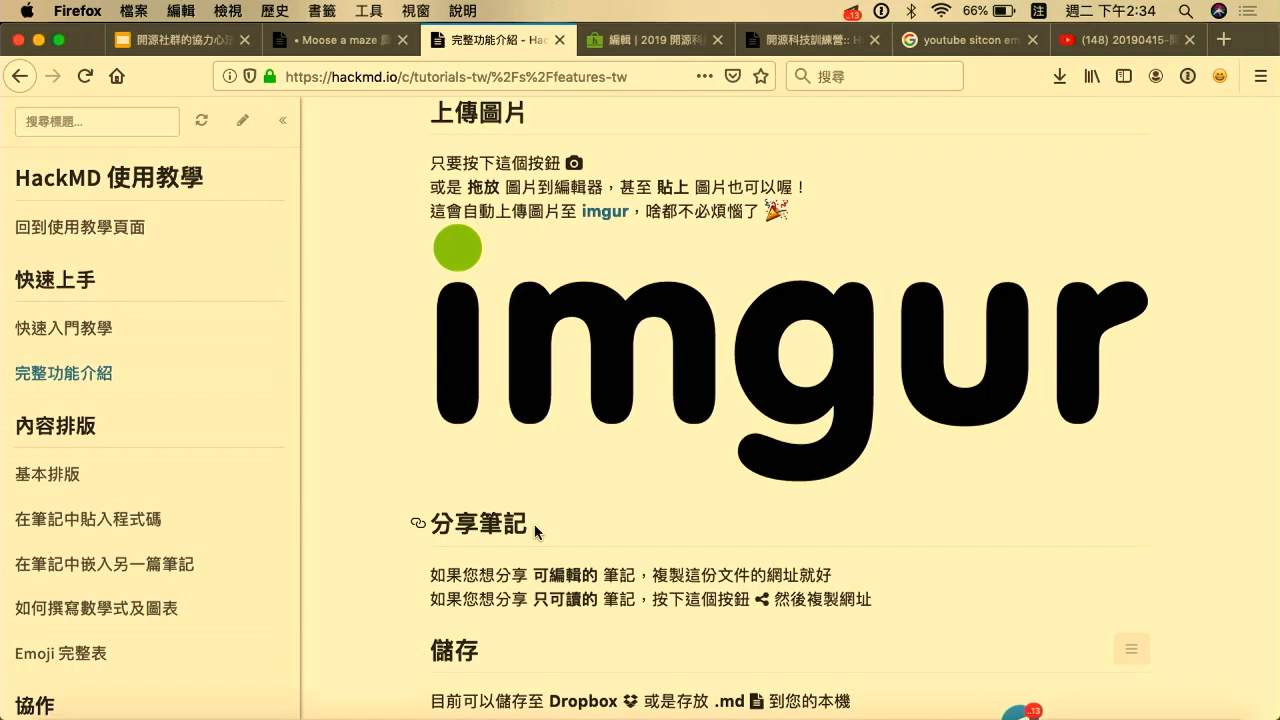 Firefox 檔案 編輯 檢視 歷史 書籤 工具 視窗 說明 ..13 66% 注 週二 下午2:34
開源社群的協力心法
• Moose a maze
完整功能介紹 - Hac
編輯 | 2019 開源科
開源科技訓練營:: H
youtube sitcon em
(148) 20190415-開
https://hackmd.io/c/tutorials-tw/%2Fs%2Ffeatures-tw
搜尋
搜尋標題...
HackMD 使用教學
回到使用教學頁面
快速上手
快速入門教學
完整功能介紹
內容排版
基本排版
在筆記中貼入程式碼
在筆記中嵌入另一篇筆記
如何撰寫數學式及圖表
Emoji 完整表
協作
上傳圖片
只要按下這個按鈕
或是 拖放 圖片到編輯器，甚至 貼上 圖片也可以喔！
這會自動上傳圖片至 imgur，啥都不必煩惱了
imgur
分享筆記
如果您想分享 可編輯的 筆記，複製這份文件的網址就好
如果您想分享 只可讀的 筆記，按下這個按鈕 然後複製網址
儲存
目前可以儲存至 Dropbox 或是存放 .md 到您的本機
..13